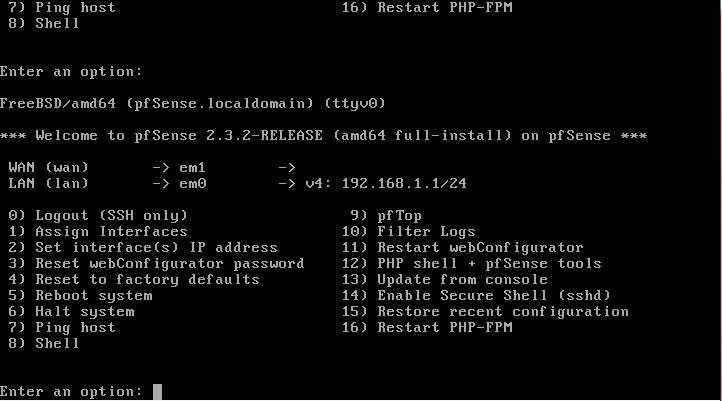 7) Ping host                         16) Restart PHP-FPM
8) Shell
Enter an option:
FreeBSD/amd64 (pfSense.localdomain) (ttyv0)
*** Welcome to pfSense 2.3.2-RELEASE (amd64 full-install) on pfSense ***
WAN (wan)       -> em1        ->
LAN (lan)       -> em0        -> v4: 192.168.1.1/24
0) Logout (SSH only)                  9) pfTop
1) Assign Interfaces                 10) Filter Logs
2) Set interface(s) IP address       11) Restart webConfigurator
3) Reset webConfigurator password    12) PHP shell + pfSense tools
4) Reset to factory defaults         13) Update from console
5) Reboot system                     14) Enable Secure Shell (sshd)
6) Halt system                       15) Restore recent configuration
7) Ping host                         16) Restart PHP-FPM
8) Shell
Enter an option: